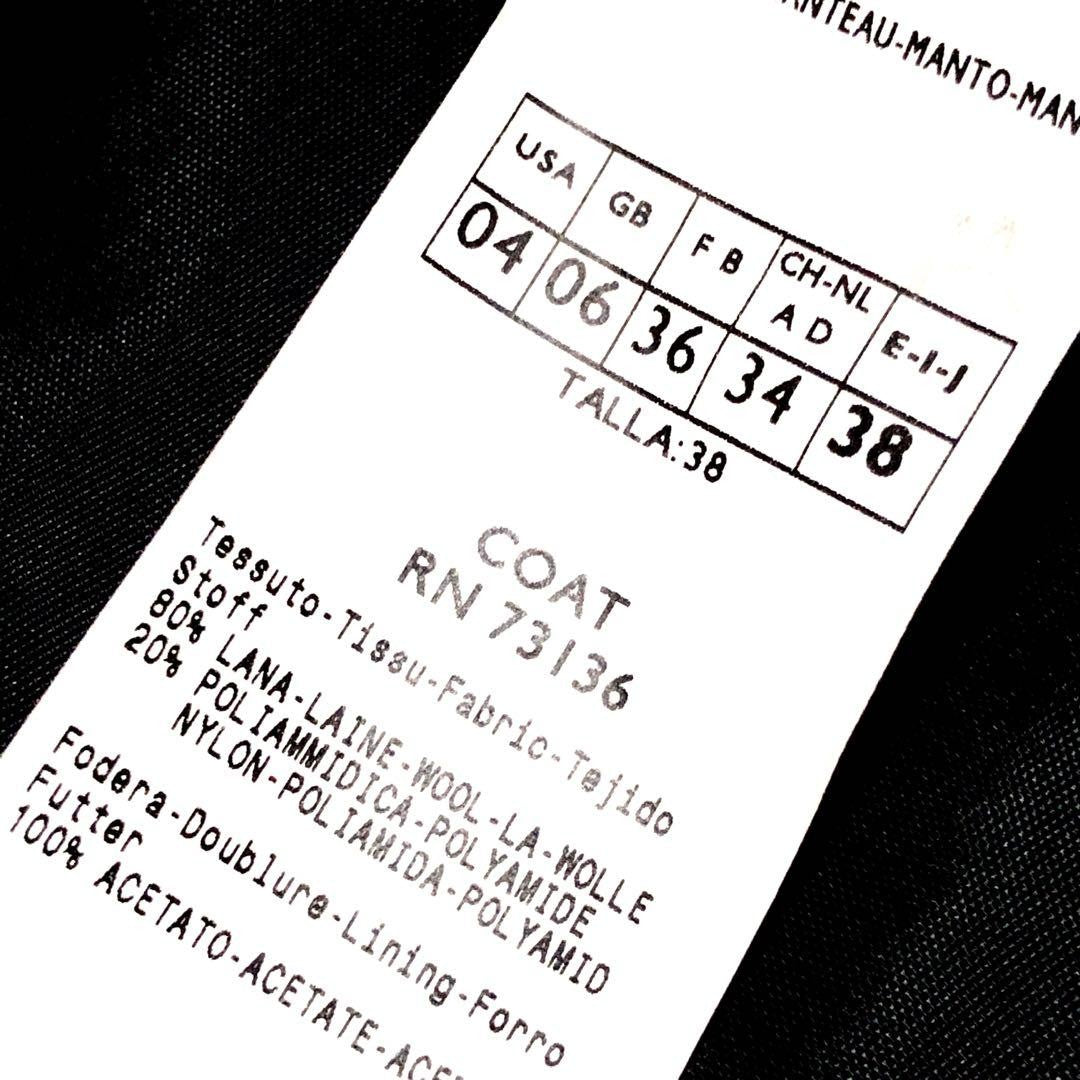 MANTO-MAN
USA GB F B CH-NL A D E-I-J
04 06 36 34 38
TALLA:38
COAT
RN 73136
Tessuto-Tissu-Fabric-Tejido
Stoff
80% LANA-LAINE-WOOL-LA-WOLLE
20% POLIAMMIDICA-POLYAMIDE
NYLON-POLIAMIDA-POLYAMID
Fodera-Doublure-Lining-Forro
Futter
100% ACETATO-ACETATE-